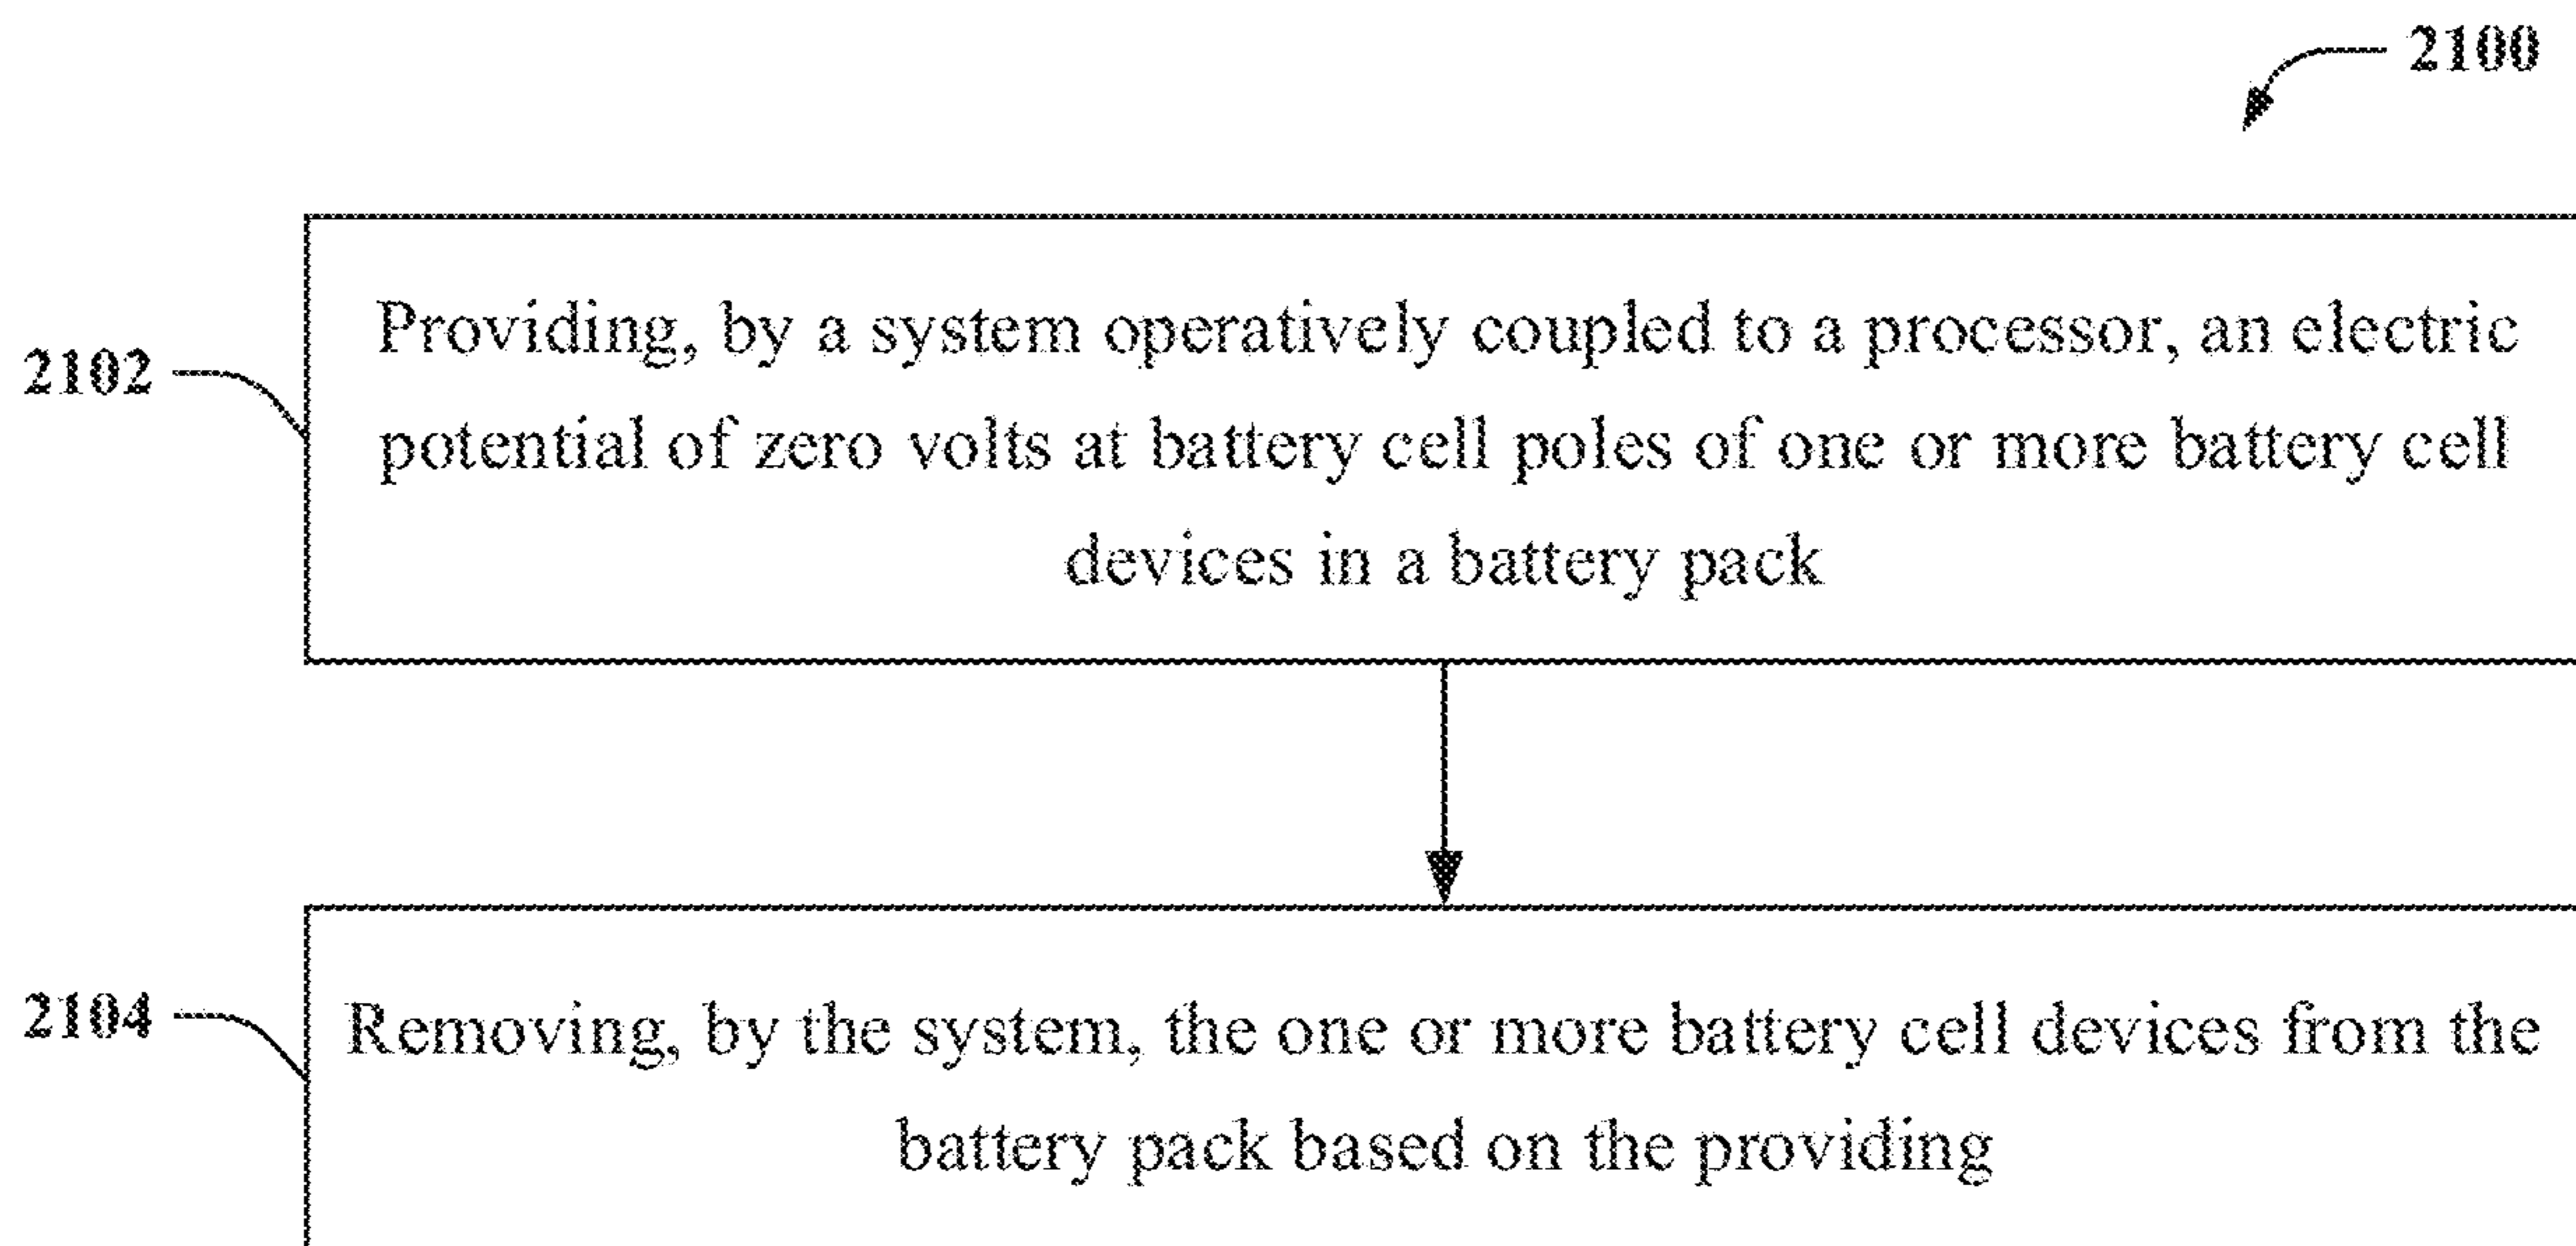 2100
2102
Providing, by a system operatively coupled to a processor, an electric
potential of zero volts at battery cell poles of one or more battery cell
devices in a battery pack
2104
Removing, by the system, the one or more battery cell devices from the
battery pack based on the providing